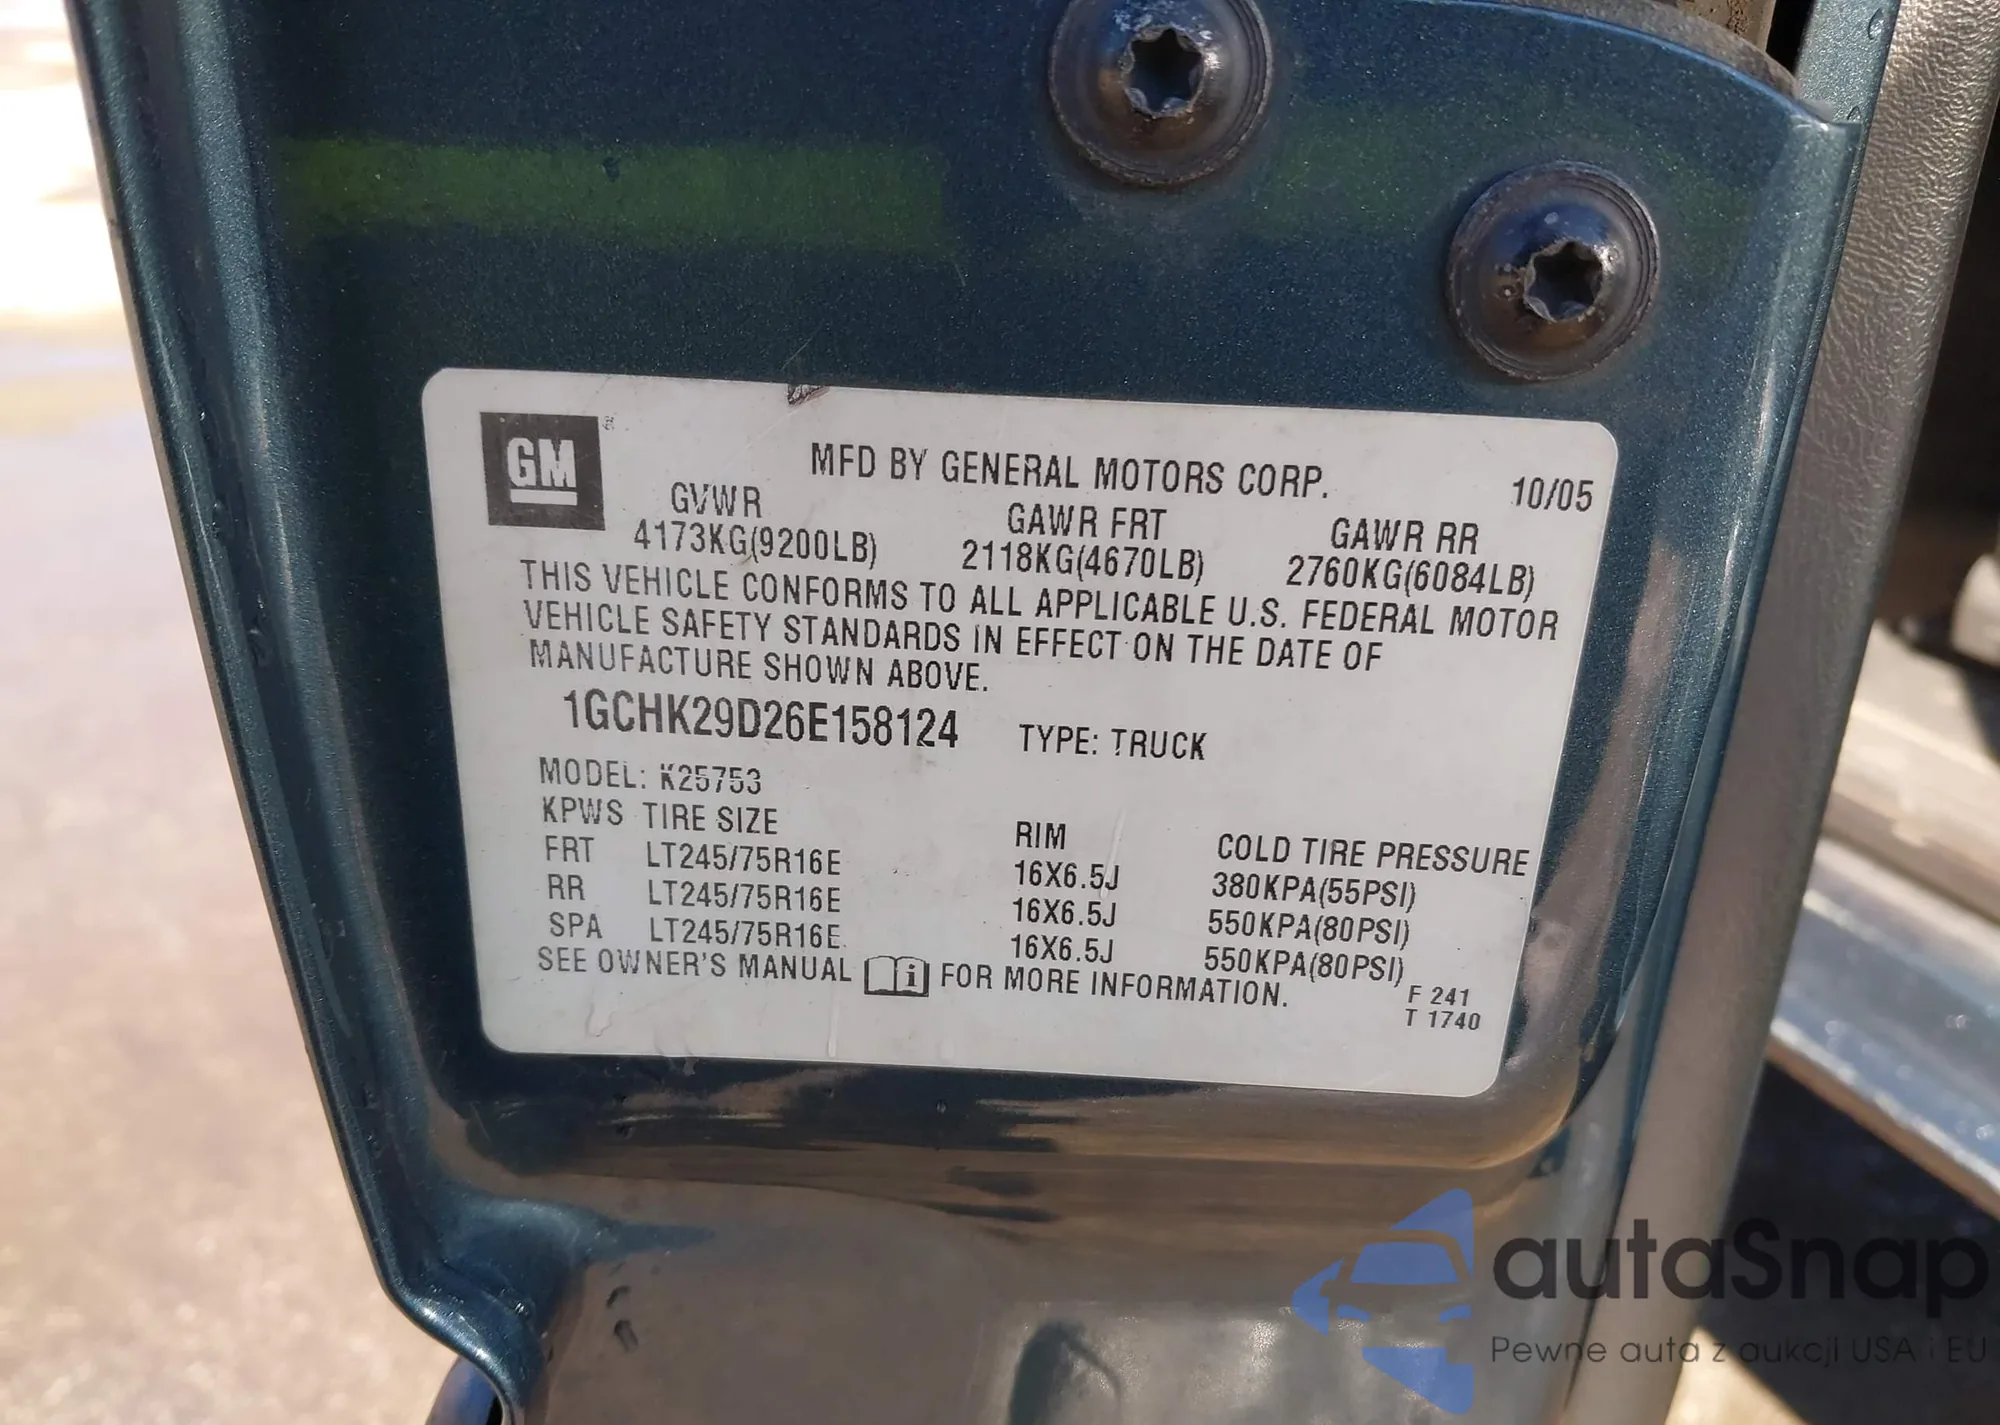 GM
MFD BY GENERAL MOTORS CORP.
10/05
GVWR GAWR FRT GAWR RR
4173KG(9200LB) 2118KG(4670LB) 2760KG(6084LB)
THIS VEHICLE CONFORMS TO ALL APPLICABLE U.S. FEDERAL MOTOR
VEHICLE SAFETY STANDARDS IN EFFECT ON THE DATE OF
MANUFACTURE SHOWN ABOVE.
1GCHK29D26E158124 TYPE: TRUCK
MODEL: K25753
KPWS TIRE SIZE RIM COLD TIRE PRESSURE
FRT LT245/75R16E 16X6.5J 380KPA(55PSI)
RR LT245/75R16E 16X6.5J 550KPA(80PSI)
SPA LT245/75R16E 16X6.5J 550KPA(80PSI)
SEE OWNER'S MANUAL i FOR MORE INFORMATION.
F 241
T 1740
autoSnap
Pewne auta z aukcji USA i EU